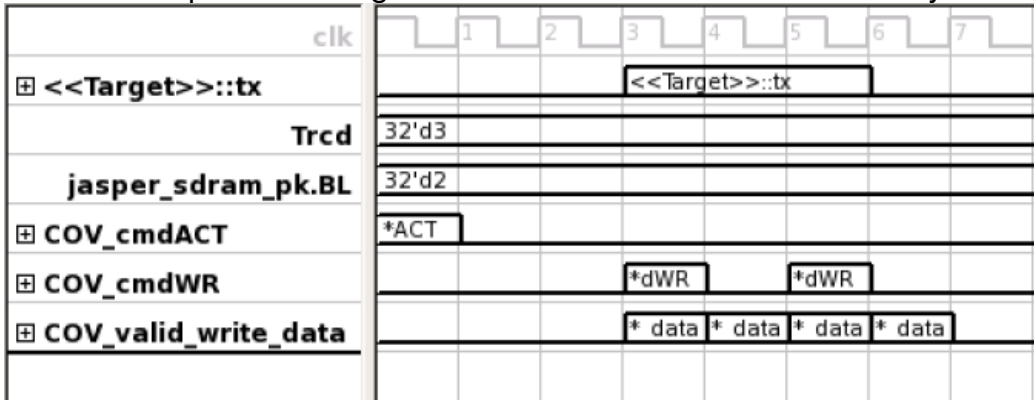 clk 1 2 3 4 5 6 7
<<Target>>::tx <<Target>>::tx
Trcd 32'd3
jasper_sdram_pk.BL 32'd2
COV_cmdACT *ACT
COV_cmdWR *dWR *dWR
COV_valid_write_data * data * data * data * data